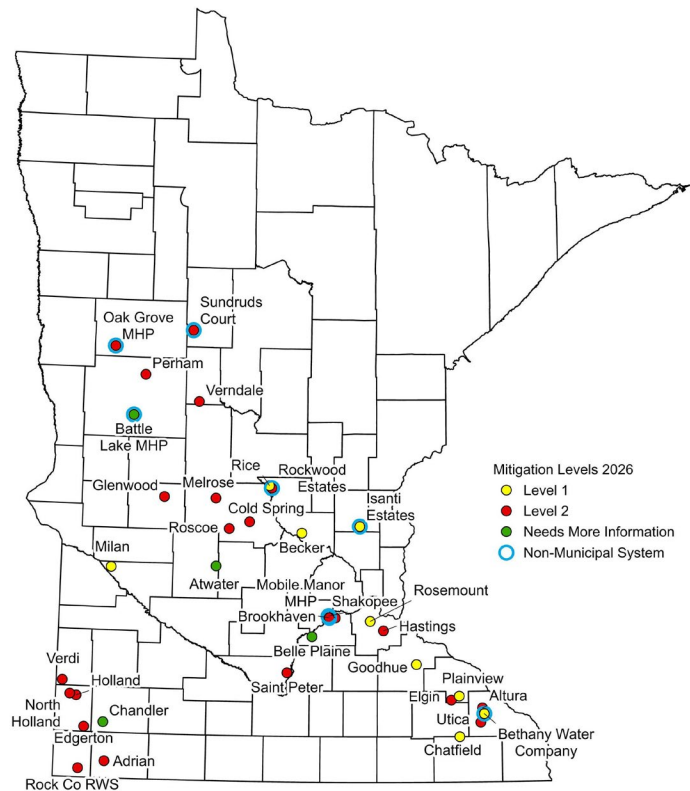 Sundruds
Court
Oak Grove
MHP
Perham
Verndale
Battle
Lake MHP
Rice
Rockwood
Estates
Glenwood
Melrose
Isanti
Estates
Cold Spring
Roscoe
Becker
Milan
Atwater
Mitigation Levels 2026
Level 1
Level 2
Needs More Information
Non-Municipal System
Mobile Manor
MHP
Shakopee
Rosemount
Brookhaven
Hastings
Belle Plaine
Goodhue
Verdi
Holland
Saint Peter
Plainview
Elgin
Altura
North
Holland
Chandler
Utica
Edgerton
Bethany Water
Company
Chatfield
Adrian
Rock Co RWS